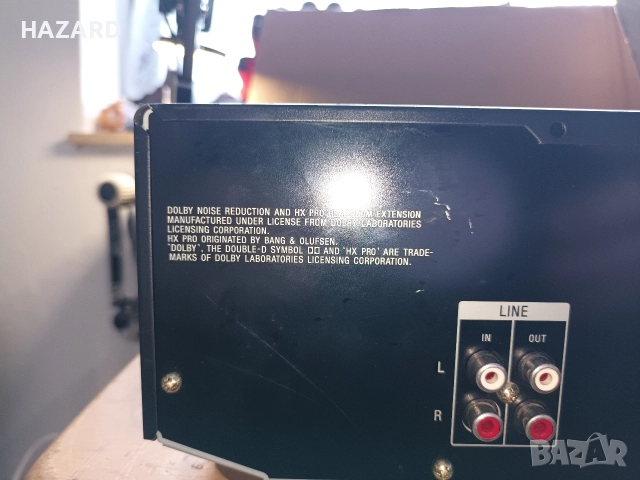 HAZARD
DOLBY NOISE REDUCTION AND HX PRO HEADROOM EXTENSION
MANUFACTURED UNDER LICENSE FROM DOLBY LABORATORIES
LICENSING CORPORATION.
HX PRO ORIGINATED BY BANG & OLUFSEN.
"DOLBY", THE DOUBLE-D SYMBOL AND "HX PRO" ARE TRADE-
MARKS OF DOLBY LABORATORIES LICENSING CORPORATION.
LINE
IN OUT
L
R
BAZAR
bg